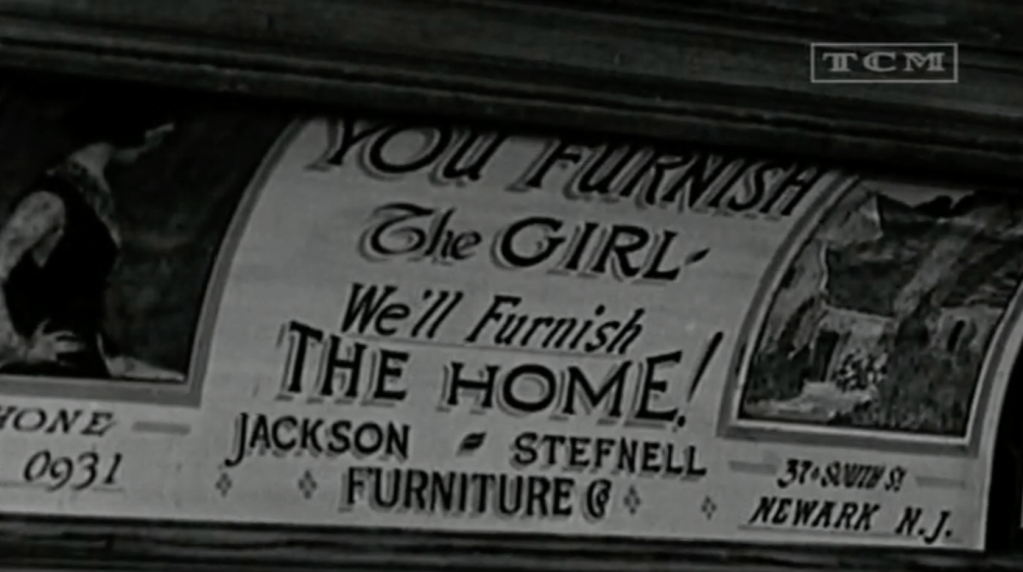 TCM
YOU FURNISH
The GIRL-
We'll Furnish
THE HOME!
JACKSON = STEFNELL
FURNITURE Co
HONE
0931
37 SOUTH ST
NEWARK N.J.